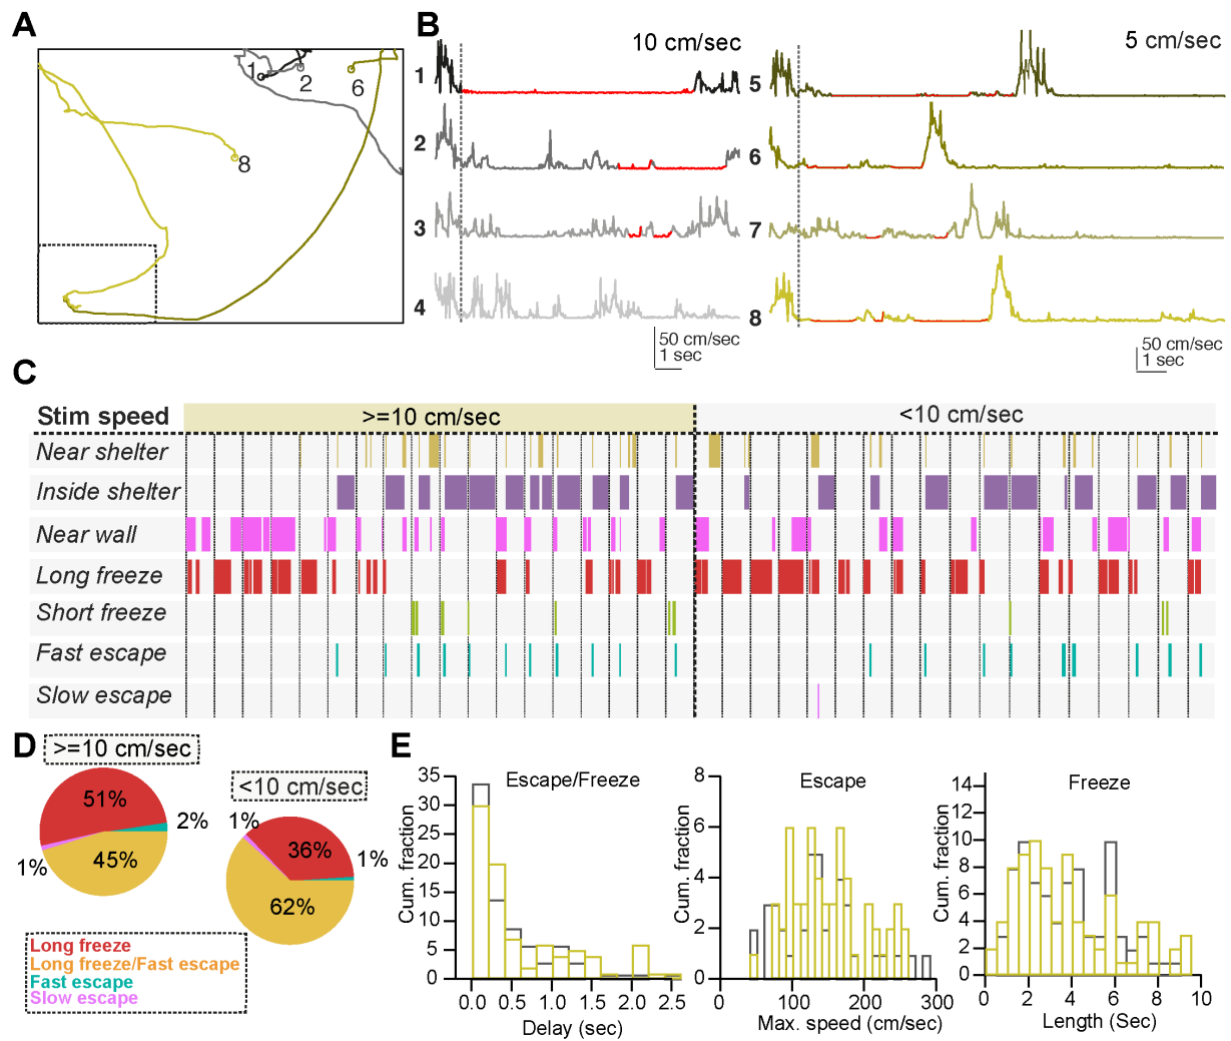 A
1
2
6
8
B
10 cm/sec
5 cm/sec
1
5
2
6
3
7
4
8
50 cm/sec
1 sec
50 cm/sec
1 sec
C
Stim speed
>=10 cm/sec
<10 cm/sec
Near shelter
Inside shelter
Near wall
Long freeze
Short freeze
Fast escape
Slow escape
D
>=10 cm/sec
51%
2%
1%
45%
<10 cm/sec
1%
36%
1%
62%
Long freeze
Long freeze/Fast escape
Fast escape
Slow escape
E
Escape/Freeze
Cum. fraction
35
30
25
20
15
10
5
0
0.0 0.5 1.0 1.5 2.0 2.5
Delay (sec)
Escape
Cum. fraction
8
6
4
2
0
0 100 200 300
Max. speed (cm/sec)
Freeze
Cum. fraction
14
12
10
8
6
4
2
0
0 2 4 6 8 10
Length (Sec)